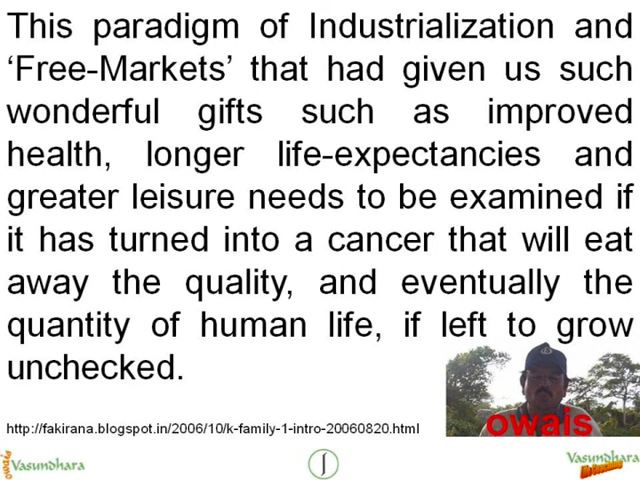 This paradigm of Industrialization and
‘Free-Markets’ that had given us such
wonderful gifts such as improved
health, longer life-expectancies and
greater leisure needs to be examined if
it has turned into a cancer that will eat
away the quality, and eventually the
quantity of human life, if left to grow
unchecked.
owais
http://fakirana.blogspot.in/2006/10/k-family-1-intro-20060820.html
owais
Vasundhara
Vasundhara